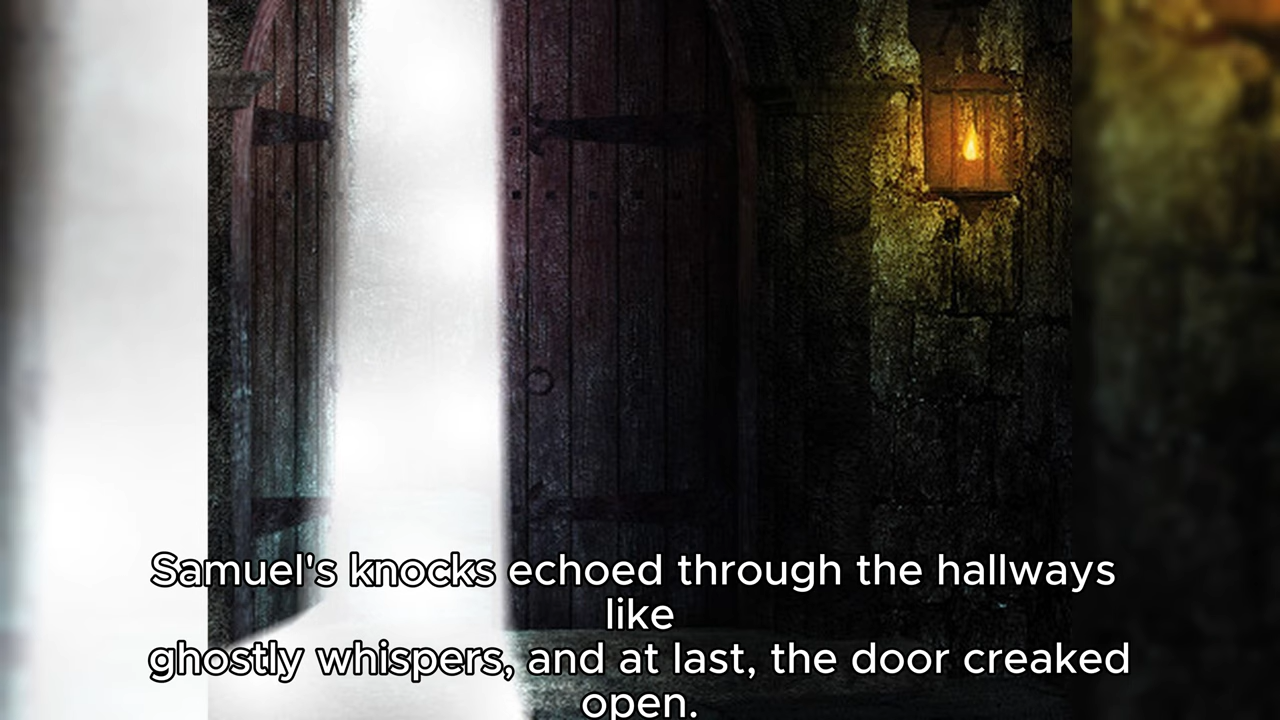 Samuel's knocks echoed through the hallways
like
ghostly whispers, and at last, the door creaked
open.